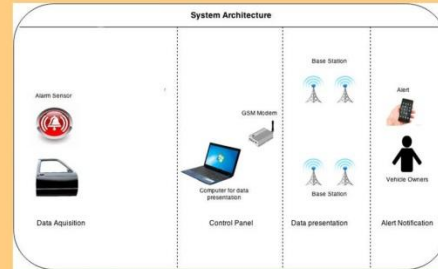 System Architecture
Base Station
Alarm Sensor
Alert
GSM Modem
Computer for data
presentation
Base Station
Vehicle Owners
Data Aquisition
Control Panel
Data presentation
Alert Notification